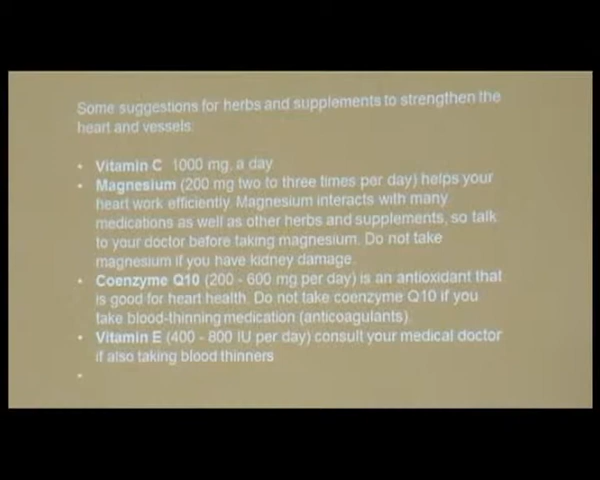 Some suggestions for herbs and supplements to strengthen the
heart and vessels:
• Vitamin C 1000 mg. a day
• Magnesium (200 mg two to three times per day) helps your
heart work efficiently. Magnesium interacts with many
medications as well as other herbs and supplements, so talk
to your doctor before taking magnesium. Do not take
magnesium if you have kidney damage.
• Coenzyme Q10 (200 - 600 mg per day) is an antioxidant that
is good for heart health. Do not take coenzyme Q10 if you
take blood-thinning medication (anticoagulants)
• Vitamin E (400 - 800 IU per day) consult your medical doctor
if also taking blood thinners
•